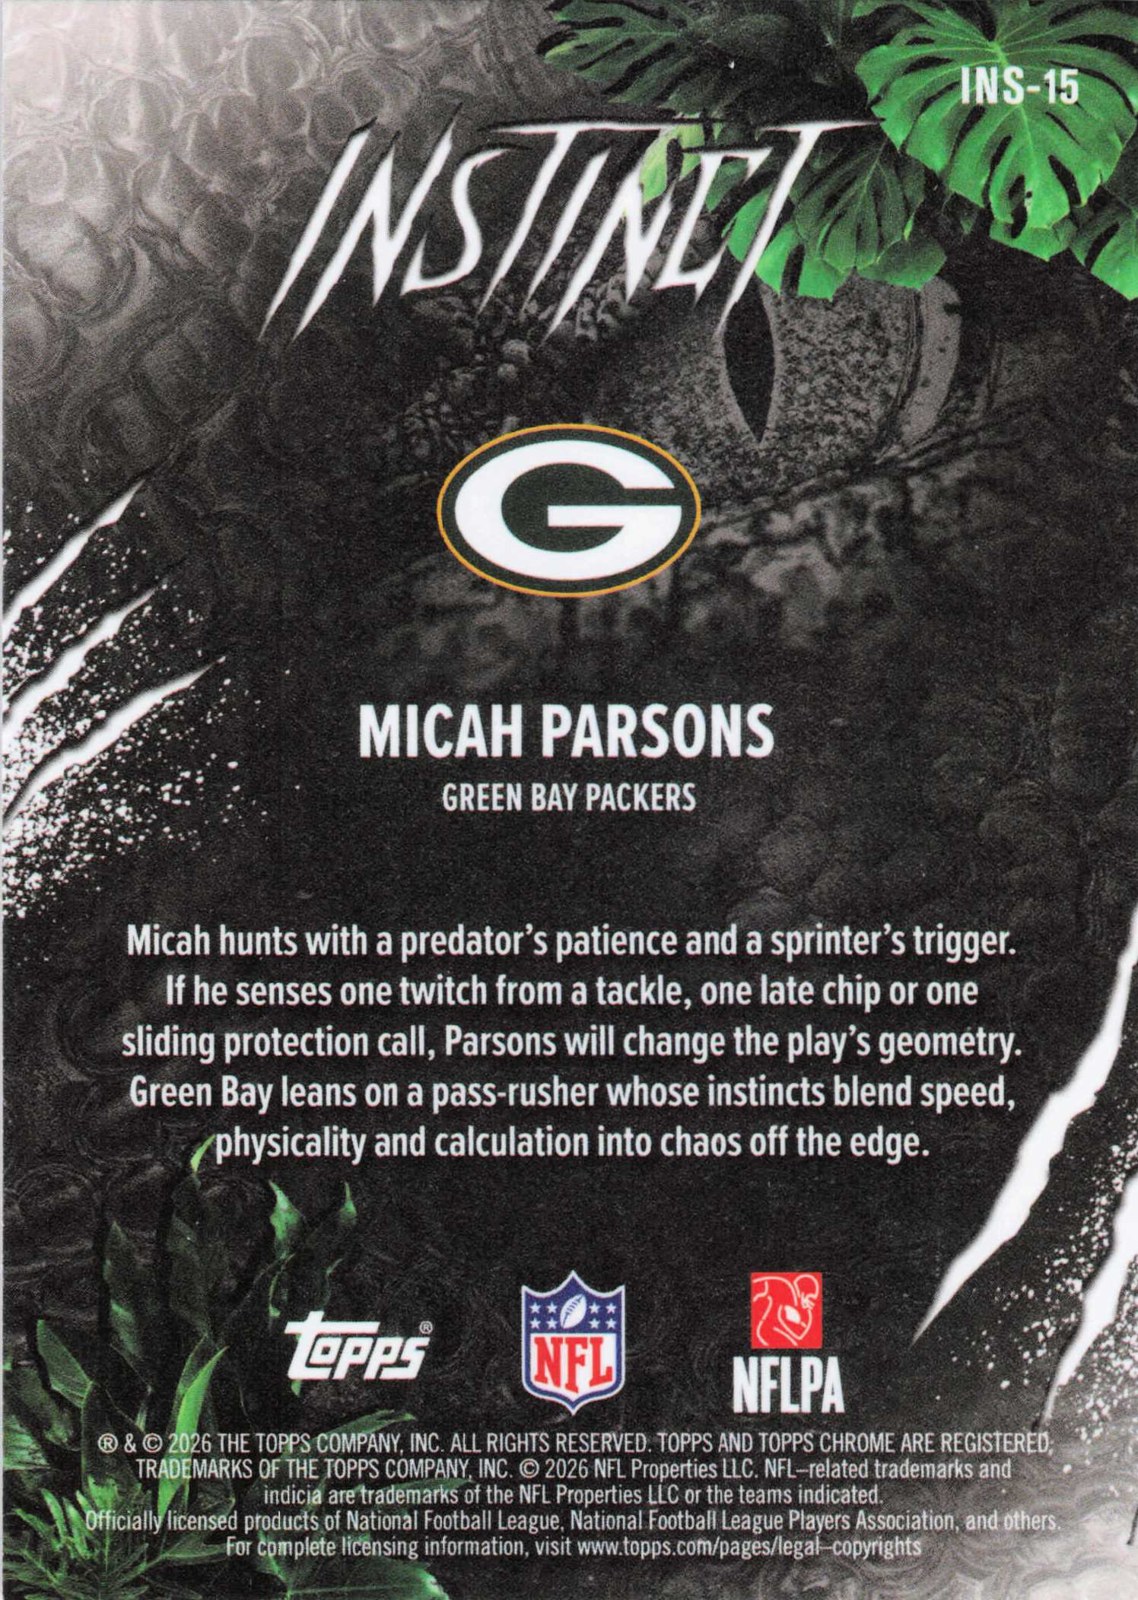 INS-15
INSTINCT
G
MICAH PARSONS
GREEN BAY PACKERS
Micah hunts with a predator's patience and a sprinter's trigger.
If he senses one twitch from a tackle, one late chip or one
sliding protection call, Parsons will change the play's geometry.
Green Bay leans on a pass-rusher whose instincts blend speed,
physicality and calculation into chaos off the edge.
Topps®
NFL
NFLPA
® & © 2026 THE TOPPS COMPANY, INC. ALL RIGHTS RESERVED. TOPPS AND TOPPS CHROME ARE REGISTERED
TRADEMARKS OF THE TOPPS COMPANY, INC. © 2026 NFL Properties LLC. NFL-related trademarks and
indicia are trademarks of the NFL Properties LLC or the teams indicated.
Officially licensed products of National Football League, National Football League Players Association, and others.
For complete licensing information, visit www.topps.com/pages/legal-copyrights